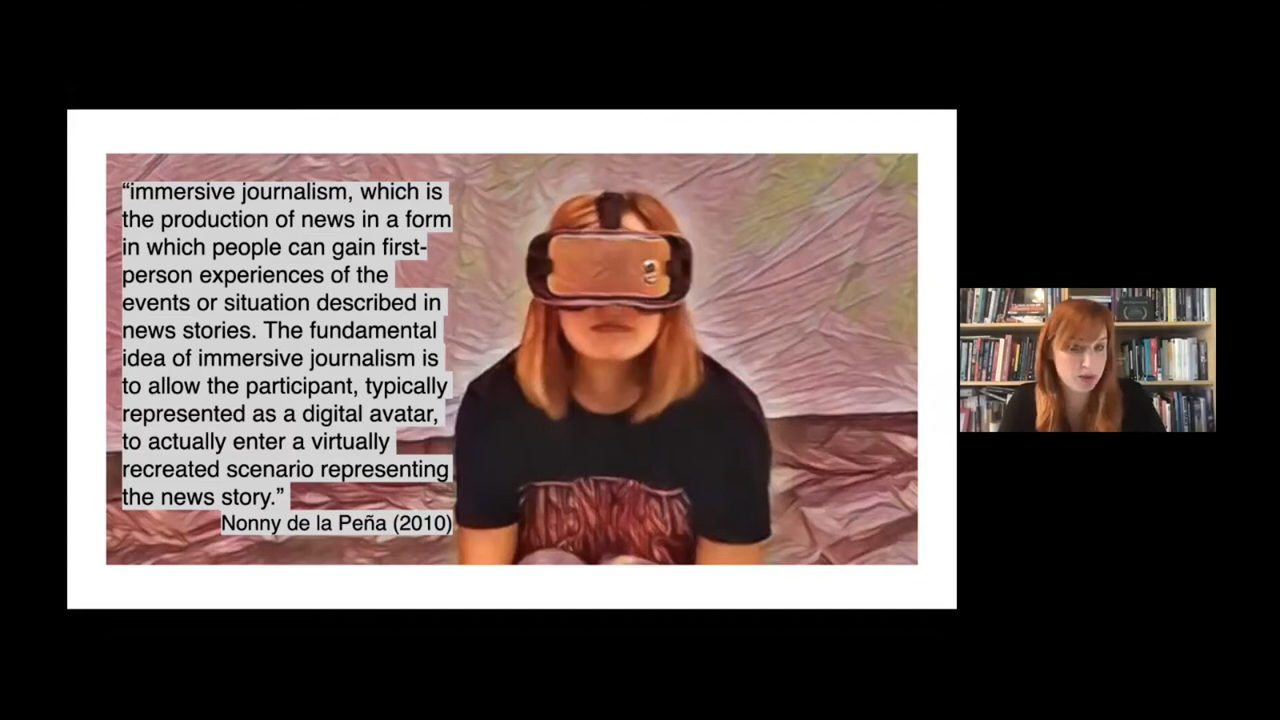 “immersive journalism, which is
the production of news in a form
in which people can gain first-
person experiences of the
events or situation described in
news stories. The fundamental
idea of immersive journalism is
to allow the participant, typically
represented as a digital avatar,
to actually enter a virtually
recreated scenario representing
the news story.”
Nonny de la Peña (2010)